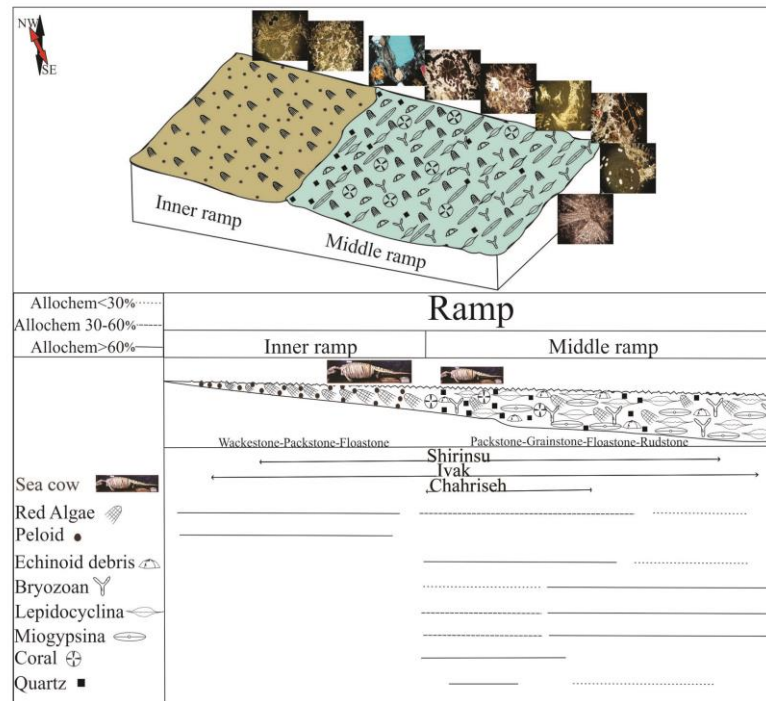 NW
SE
Inner ramp
Middle ramp
Allochem<30%
Allochem 30-60%
Allochem>60%
Ramp
Inner ramp
Middle ramp
Wackestone-Packstone-Floastone
Packstone-Grainstone-Floastone-Rudstone
Shirinsu
Ivak
Chahriseh
Sea cow
Red Algae
Peloid
Echinoid debris
Bryozoan
Lepidocyclina
Miogypsina
Coral
Quartz